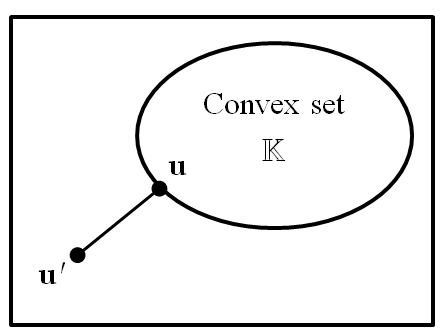 Convex set
𝕂
u
u′